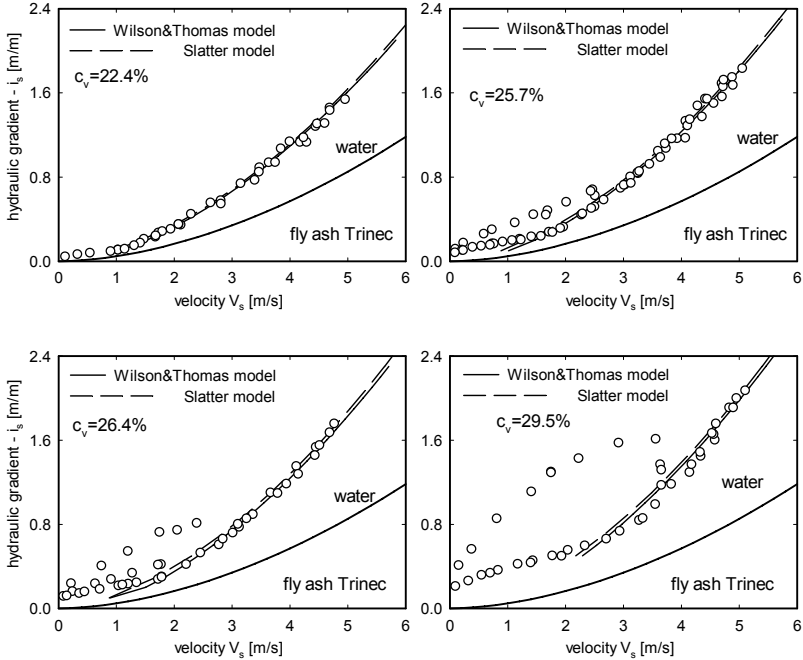 2.4
1.6
0.8
0.0
hydraulic gradient - i_s [m/m]
Wilson&Thomas model
Slatter model
c_v=22.4%
water
fly ash Trinec
0 1 2 3 4 5 6
velocity V_s [m/s]
2.4
1.6
0.8
0.0
Wilson&Thomas model
Slatter model
c_v=25.7%
water
fly ash Trinec
0 1 2 3 4 5 6
velocity V_s [m/s]
2.4
1.6
0.8
0.0
hydraulic gradient - i_s [m/m]
Wilson&Thomas model
Slatter model
c_v=26.4%
water
fly ash Trinec
0 1 2 3 4 5 6
velocity V_s [m/s]
2.4
1.6
0.8
0.0
Wilson&Thomas model
Slatter model
c_v=29.5%
water
fly ash Trinec
0 1 2 3 4 5 6
velocity V_s [m/s]